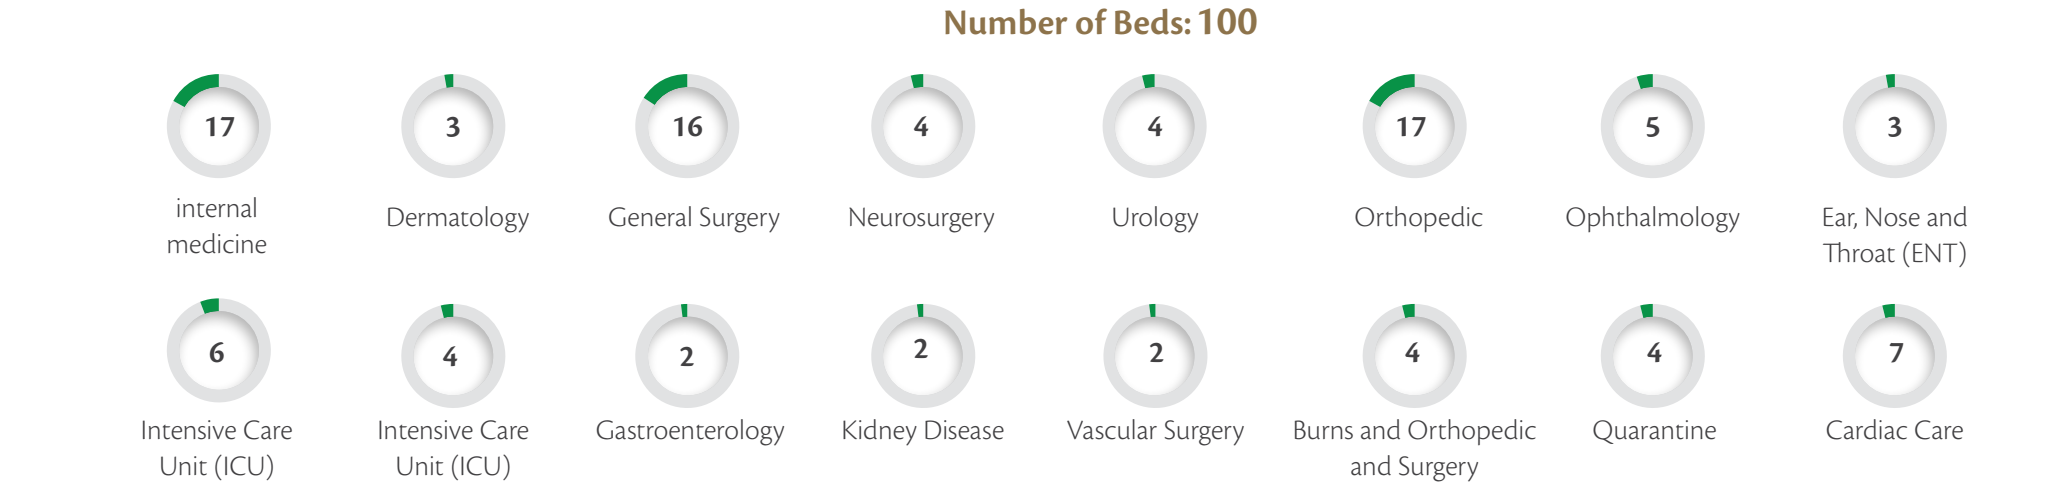 Number of Beds: 100
17
3
16
4
4
17
5
3
internal
medicine
Dermatology
General Surgery
Neurosurgery
Urology
Orthopedic
Ophthalmology
Ear, Nose and
Throat (ENT)
6
4
2
2
2
4
4
7
Intensive Care
Unit (ICU)
Intensive Care
Unit (ICU)
Gastroenterology
Kidney Disease
Vascular Surgery
Burns and Orthopedic
and Surgery
Quarantine
Cardiac Care